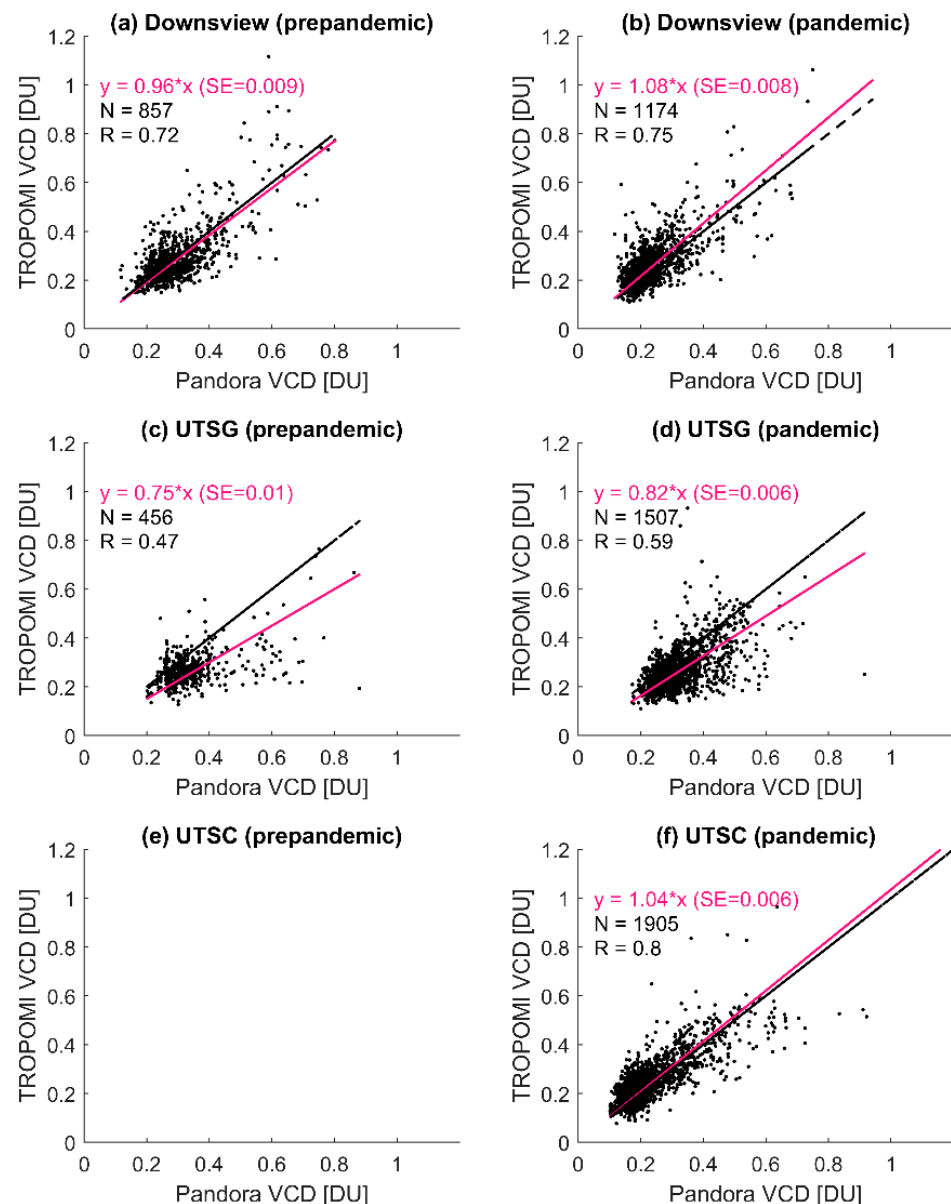 (a) Downsview (prepandemic)
1.2
1
0.8
0.6
0.4
0.2
0
TROPOMI VCD [DU]
y = 0.96*x (SE=0.009)
N = 857
R = 0.72
0 0.2 0.4 0.6 0.8 1
Pandora VCD [DU]
(b) Downsview (pandemic)
1.2
1
0.8
0.6
0.4
0.2
0
TROPOMI VCD [DU]
y = 1.08*x (SE=0.008)
N = 1174
R = 0.75
0 0.2 0.4 0.6 0.8 1
Pandora VCD [DU]
(c) UTSG (prepandemic)
1.2
1
0.8
0.6
0.4
0.2
0
TROPOMI VCD [DU]
y = 0.75*x (SE=0.01)
N = 456
R = 0.47
0 0.2 0.4 0.6 0.8 1
Pandora VCD [DU]
(d) UTSG (pandemic)
1.2
1
0.8
0.6
0.4
0.2
0
TROPOMI VCD [DU]
y = 0.82*x (SE=0.006)
N = 1507
R = 0.59
0 0.2 0.4 0.6 0.8 1
Pandora VCD [DU]
(e) UTSC (prepandemic)
1.2
1
0.8
0.6
0.4
0.2
0
TROPOMI VCD [DU]
0 0.2 0.4 0.6 0.8 1
Pandora VCD [DU]
(f) UTSC (pandemic)
1.2
1
0.8
0.6
0.4
0.2
0
TROPOMI VCD [DU]
y = 1.04*x (SE=0.006)
N = 1905
R = 0.8
0 0.2 0.4 0.6 0.8 1
Pandora VCD [DU]